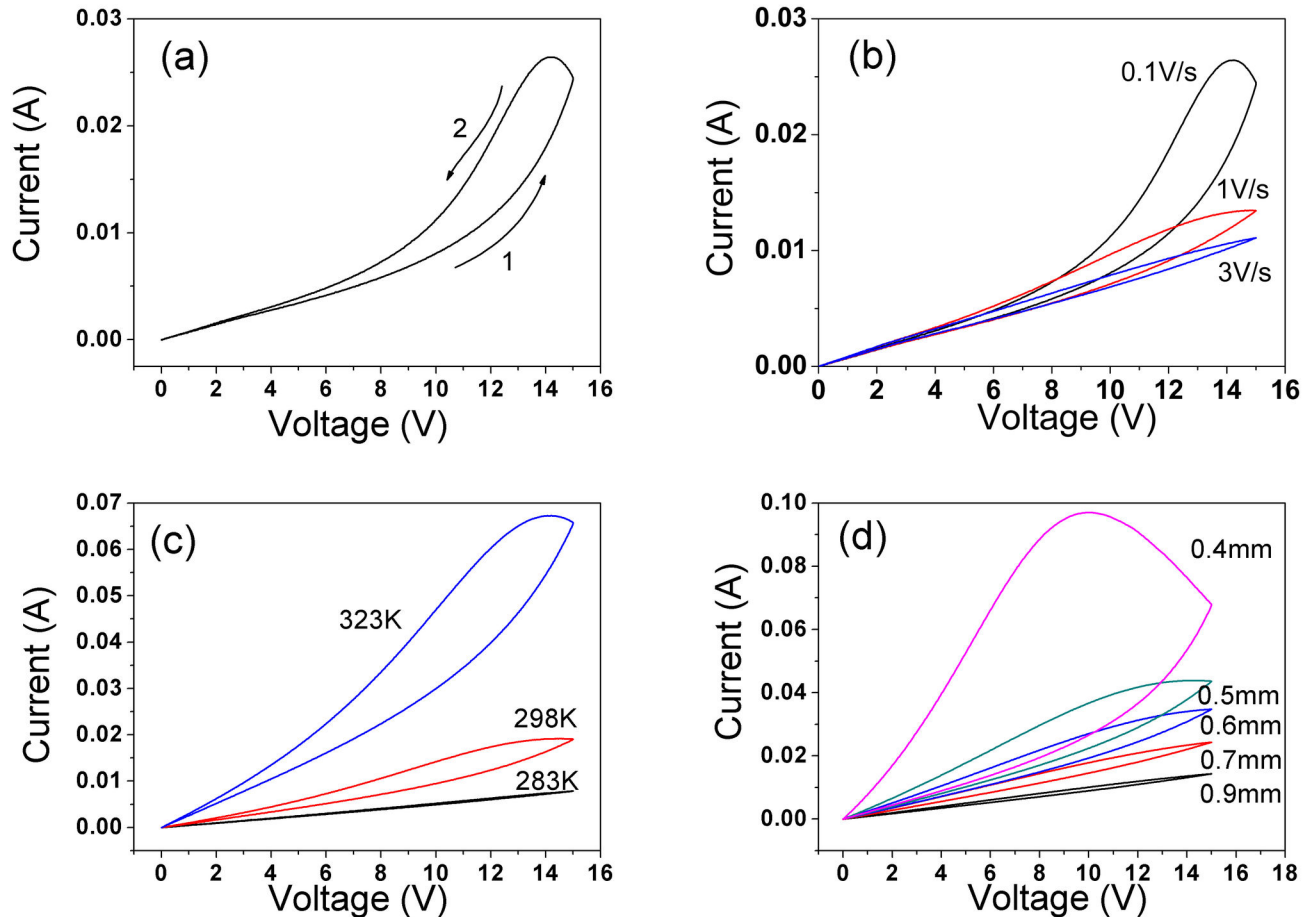 (a)
0.03
0.02
0.01
0.00
Current (A)
2
1
0 2 4 6 8 10 12 14 16
Voltage (V)
(b)
0.03
0.02
0.01
0.00
Current (A)
0.1V/s
1V/s
3V/s
0 2 4 6 8 10 12 14 16
Voltage (V)
(c)
0.07
0.06
0.05
0.04
0.03
0.02
0.01
0.00
Current (A)
323K
298K
283K
0 2 4 6 8 10 12 14 16
Voltage (V)
(d)
0.10
0.08
0.06
0.04
0.02
0.00
Current (A)
0.4mm
0.5mm
0.6mm
0.7mm
0.9mm
0 2 4 6 8 10 12 14 16 18
Voltage (V)